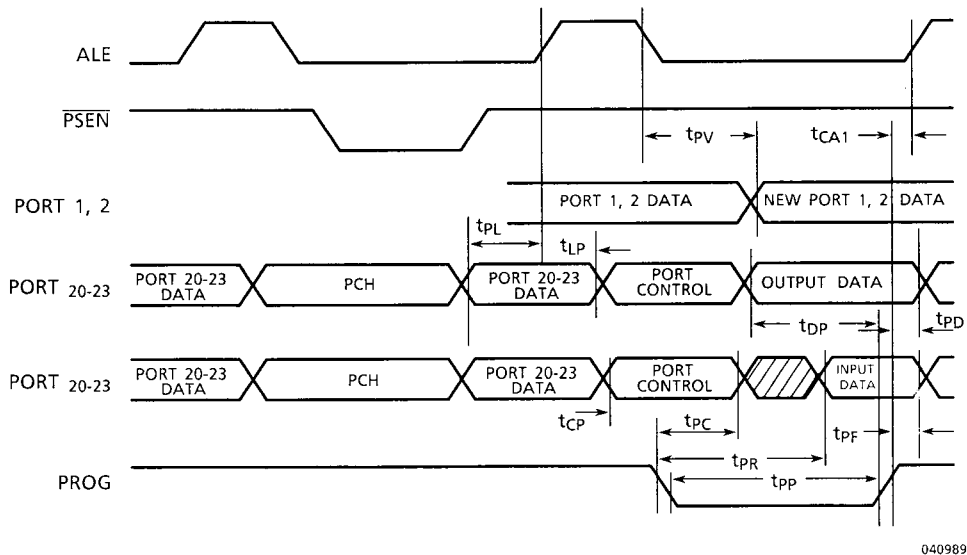 ALE
PSEN
tPV
tCA1
PORT 1, 2
PORT 1, 2 DATA
NEW PORT 1, 2 DATA
tPL
tLP
PORT 20-23
PORT 20-23
DATA
PCH
PORT 20-23
DATA
PORT
CONTROL
OUTPUT DATA
tDP
tPD
PORT 20-23
PORT 20-23
DATA
PCH
PORT 20-23
DATA
PORT
CONTROL
INPUT
DATA
tCP
tPC
tPF
tPR
tPP
PROG
040989